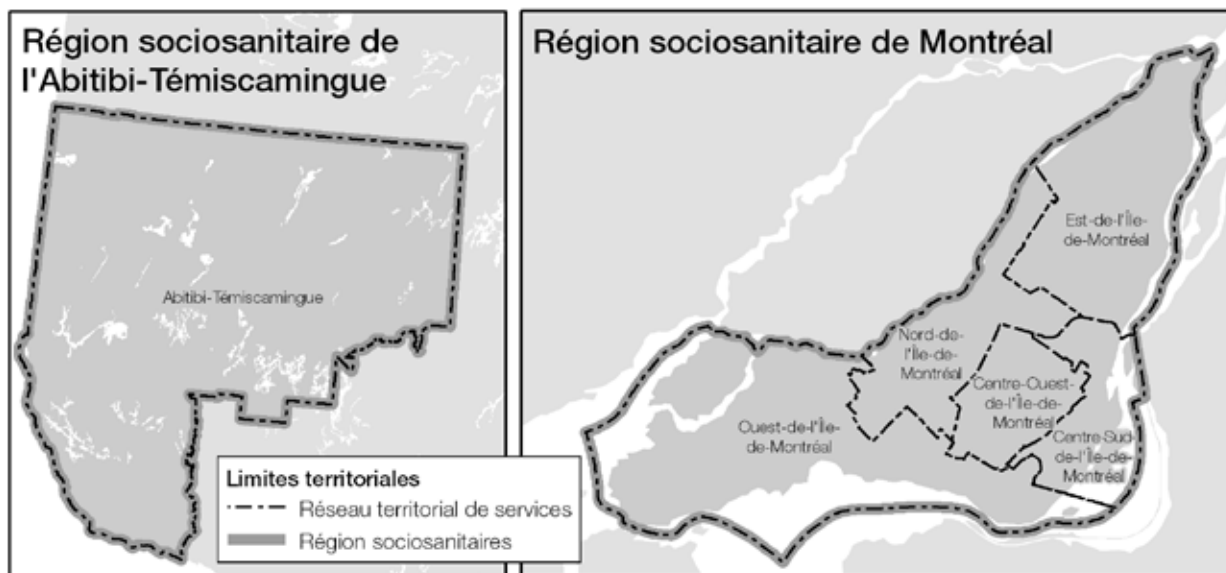 Région sociosanitaire de
l'Abitibi-Témiscamingue
Abitibi-Témiscamingue
Limites territoriales
Réseau territorial de services
Région sociosanitaires
Région sociosanitaire de Montréal
Est-de-l'Île-
de-Montréal
Nord-de-
l'Île-de-
Montréal
Centre-Ouest-
de-l'Île-de-
Montréal
Ouest-de-l'Île-
de-Montréal
Centre-Sud-
de-l'Île-de-
Montréal